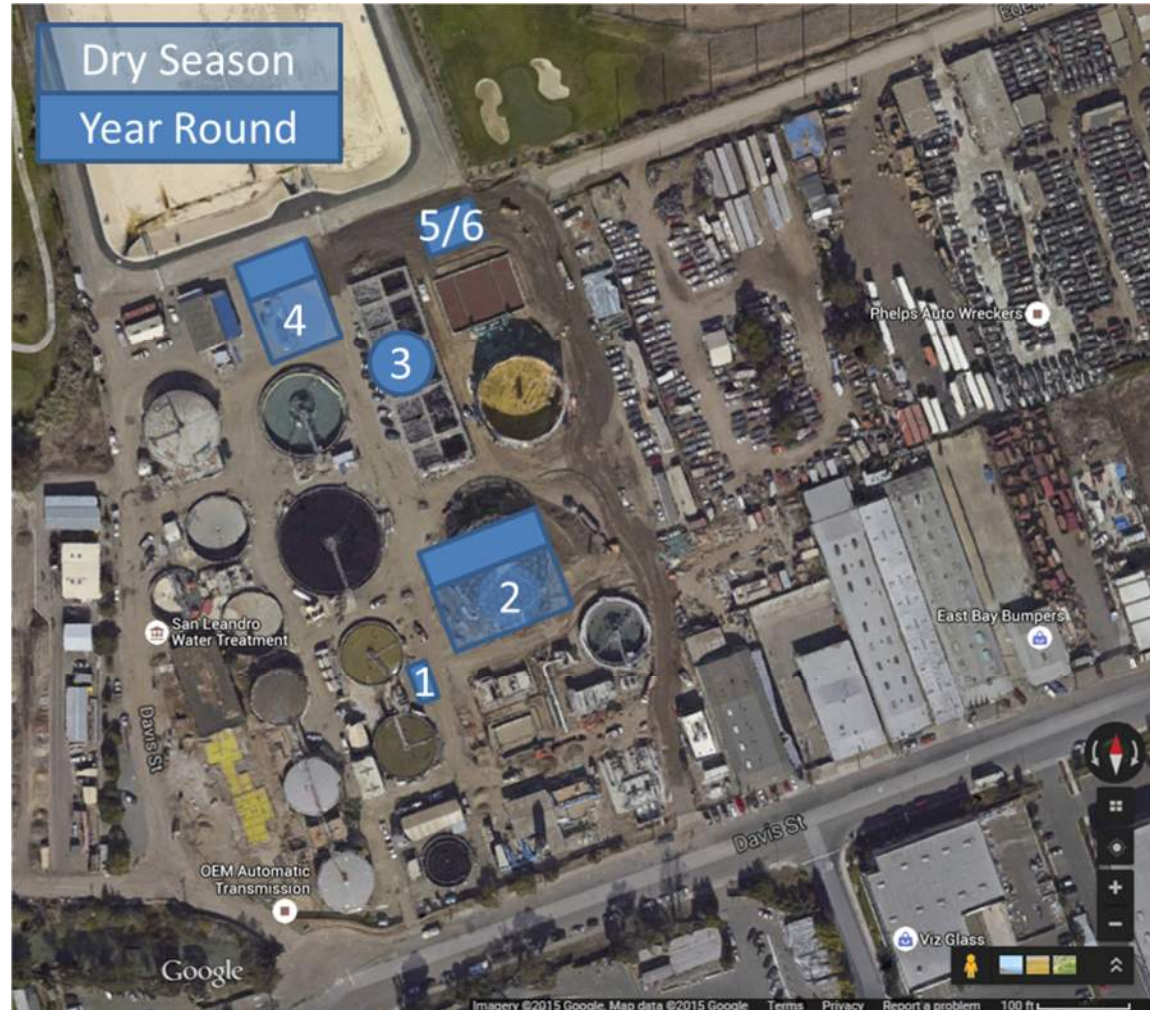 Dry Season
Year Round
5/6
4
3
Phelps Auto Wreckers
2
San Leandro
Water Treatment
East Bay Bumpers
1
Davis St
Davis St
OEM Automatic
Transmission
Viz Glass
Google
Imagery ©2015 Google, Map data ©2015 Google Terms Privacy Report a problem 100 ft